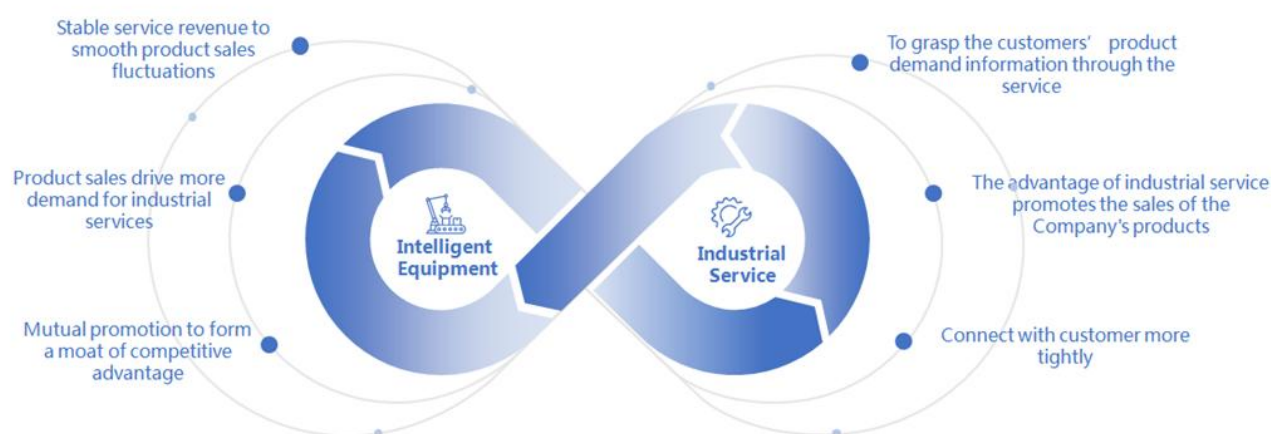 Stable service revenue to
smooth product sales
fluctuations
Product sales drive more
demand for industrial
services
Mutual promotion to form
a moat of competitive
advantage
Intelligent
Equipment
Industrial
Service
To grasp the customers' product
demand information through the
service
The advantage of industrial service
promotes the sales of the
Company's products
Connect with customer more
tightly